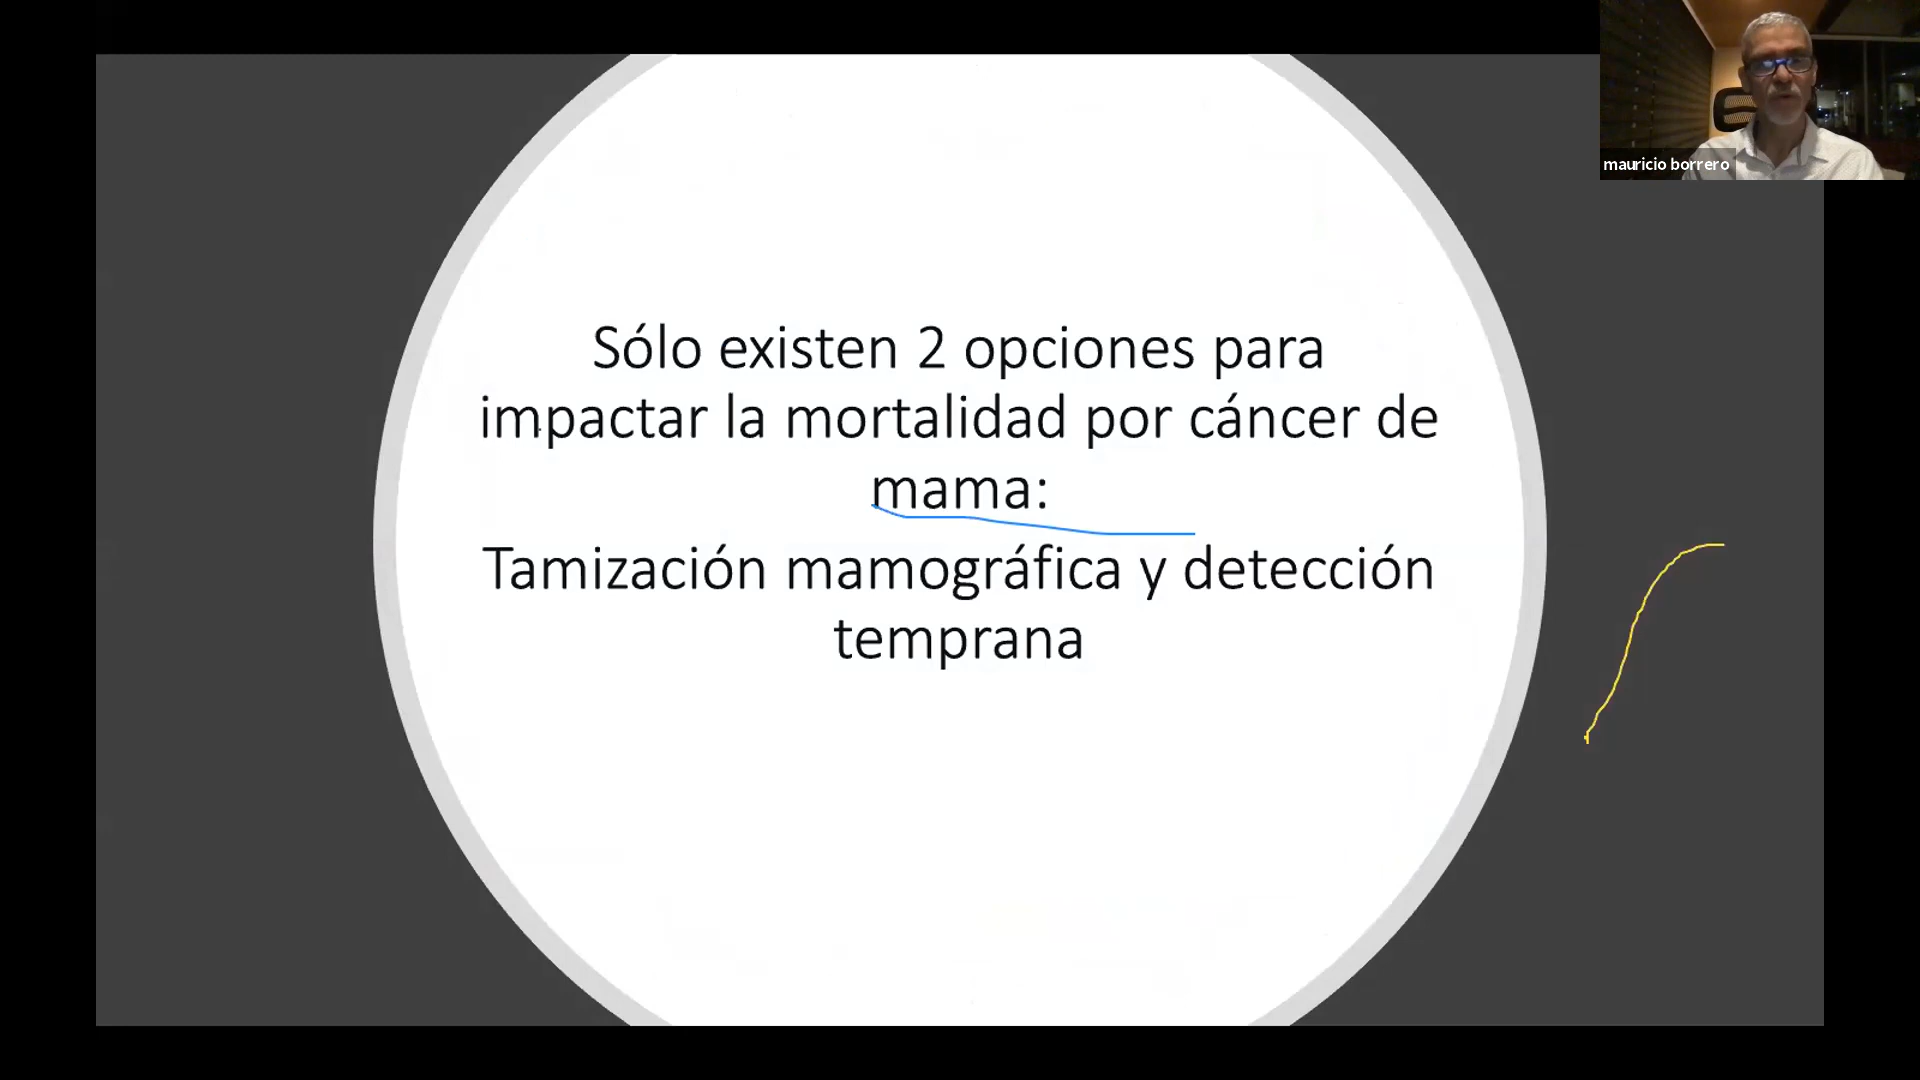 mauricio borrero
Sólo existen 2 opciones para
impactar la mortalidad por cáncer de
mama:
Tamización mamográfica y detección
temprana